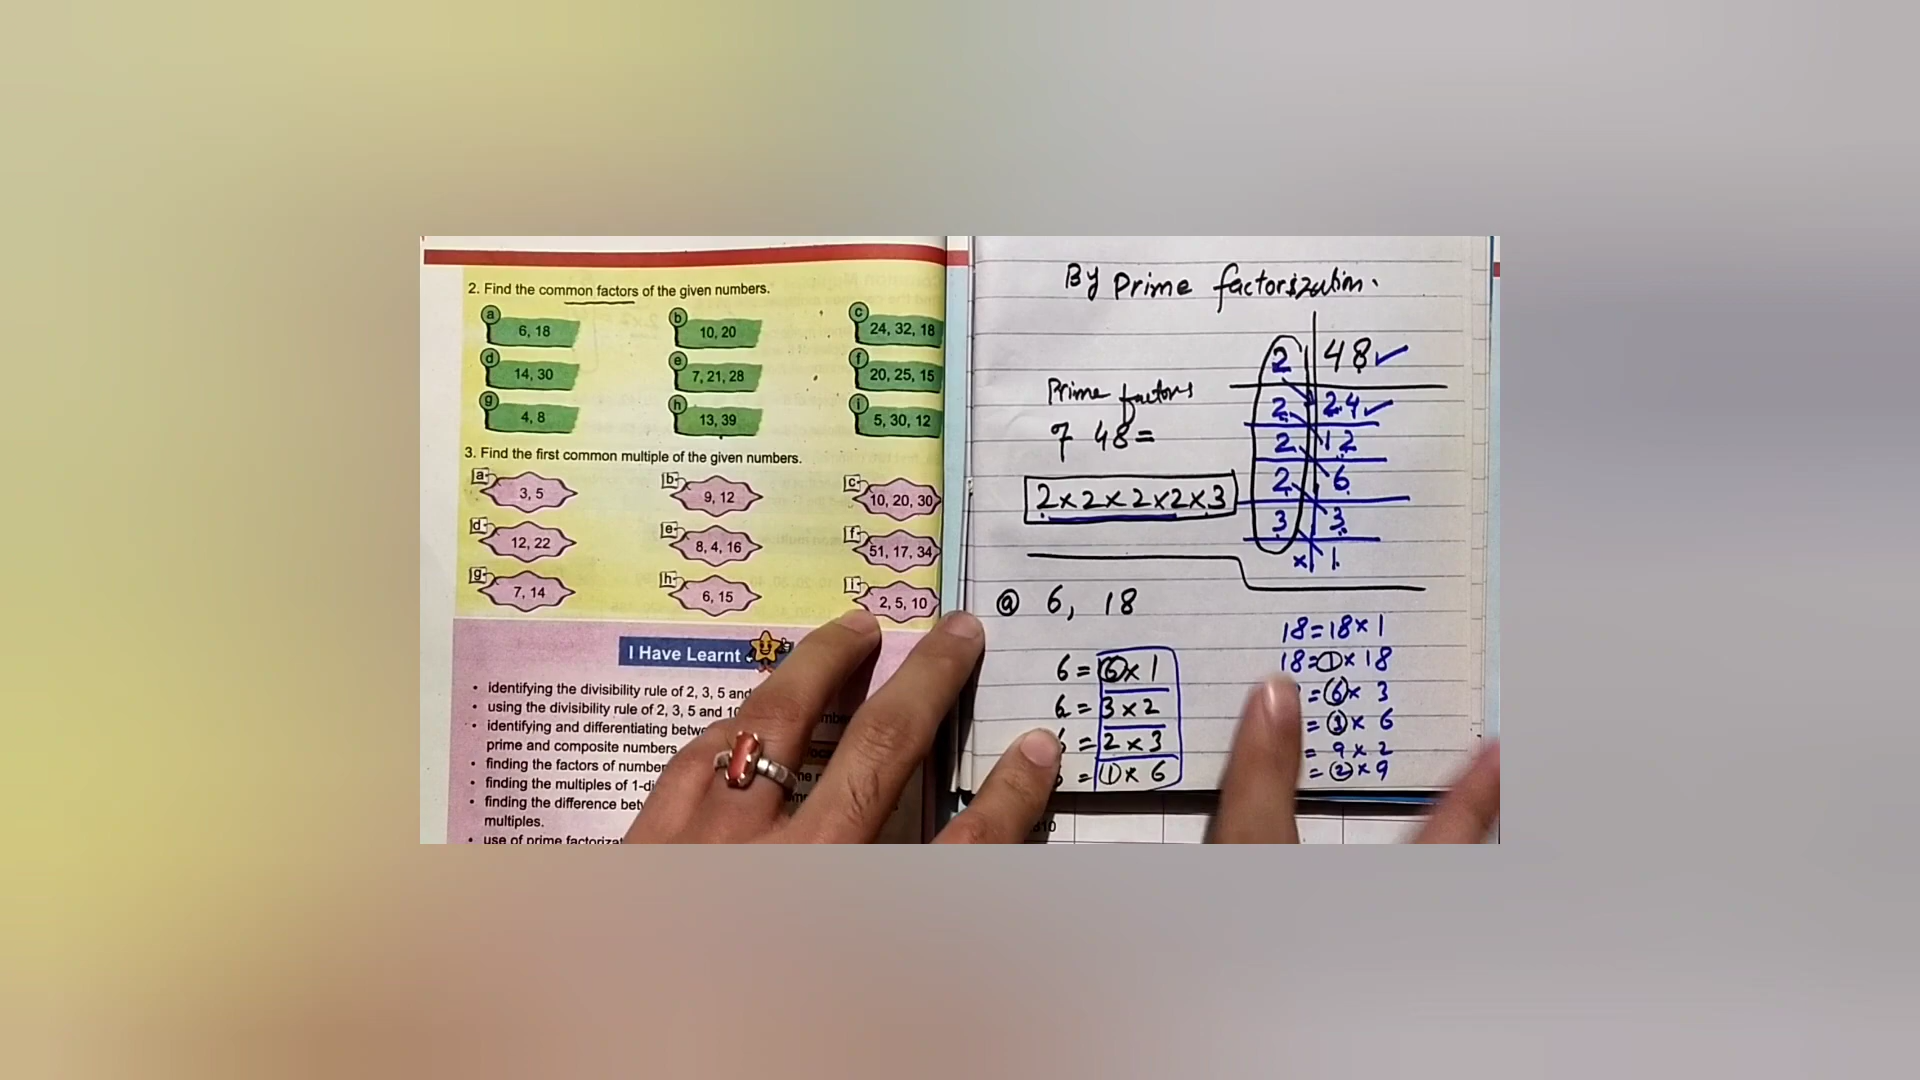 2. Find the common factors of the given numbers.
a 6, 18
b 10, 20
c 24, 32, 18
d 14, 30
e 7, 21, 28
f 20, 25, 15
g 4, 8
h 13, 39
i 5, 30, 12
3. Find the first common multiple of the given numbers.
a 3, 5
b 9, 12
c 10, 20, 30
d 12, 22
e 8, 4, 16
f 51, 17, 34
g 7, 14
h 6, 15
i 2, 5, 10
I Have Learnt
• identifying the divisibility rule of 2, 3, 5 and
• using the divisibility rule of 2, 3, 5 and 10
• identifying and differentiating betw
prime and composite numbers
• finding the factors of number
• finding the multiples of 1-di
• finding the difference bet
multiples.
• use of prime factorizat
By Prime factorization.
2 48
2 24
2 12
2 6
3 3
x 1
Prime factors
7 48 =
2 x 2 x 2 x 2 x 3
a 6, 18
6 = 6 x 1
6 = 3 x 2
= 2 x 3
= 1 x 6
18 = 18 x 1
18 = 1 x 18
= 6 x 3
= 3 x 6
= 9 x 2
= 2 x 9